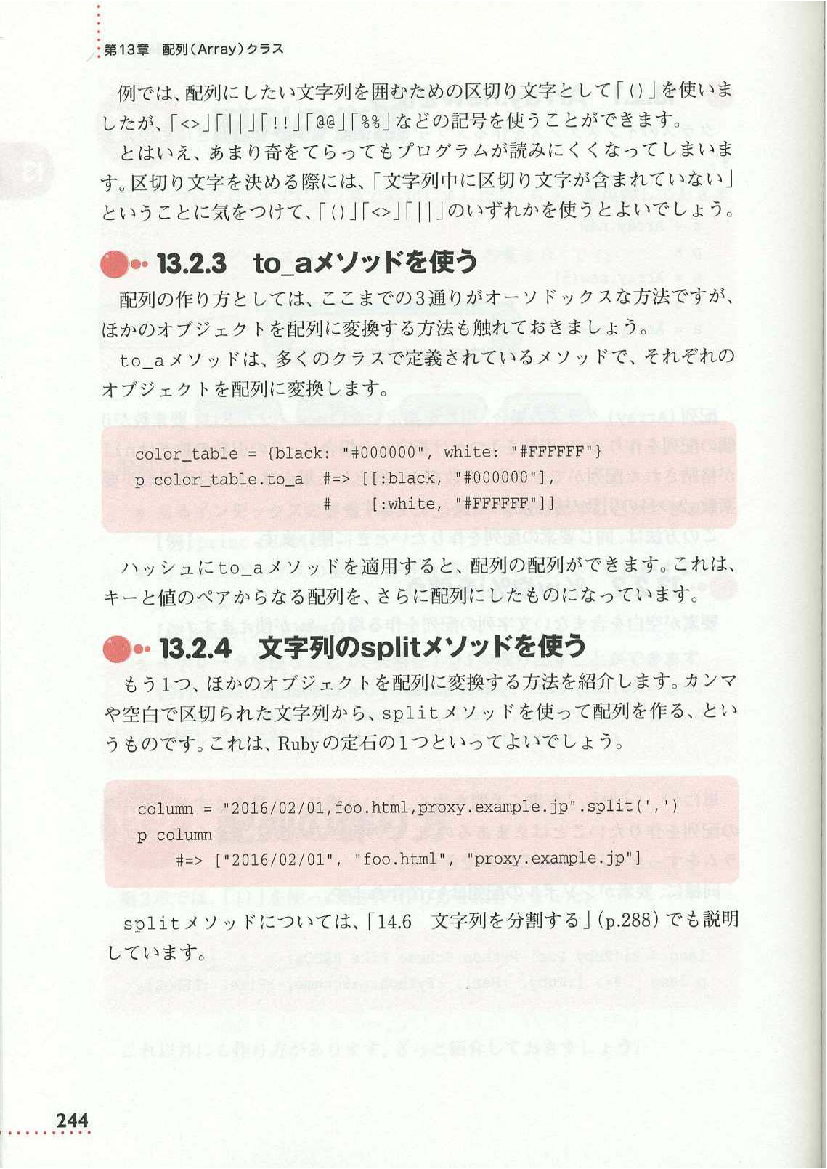 第13章　配列(Array)クラス
例では、配列にしたい文字列を囲むための区切り文字として「()」を使いま
したが、「<>」「||」「!!」「@@」「%%」などの記号を使うことができます。
とはいえ、あまり奇をてらってもプログラムが読みにくくなってしまいま
す。区切り文字を決める際には、「文字列中に区切り文字が含まれていない」
ということに気をつけて、「()」「<>」「||」のいずれかを使うとよいでしょう。
13.2.3　to_aメソッドを使う
配列の作り方としては、ここまでの3通りがオーソドックスな方法ですが、
ほかのオブジェクトを配列に変換する方法も触れておきましょう。
to_aメソッドは、多くのクラスで定義されているメソッドで、それぞれの
オブジェクトを配列に変換します。
color_table = {black: "#000000", white: "#FFFFFF"}
p color_table.to_a  #=> [[:black, "#000000"],
#    [:white, "#FFFFFF"]]
ハッシュにto_aメソッドを適用すると、配列の配列ができます。これは、
キーと値のペアからなる配列を、さらに配列にしたものになっています。
13.2.4　文字列のsplitメソッドを使う
もう1つ、ほかのオブジェクトを配列に変換する方法を紹介します。カンマ
や空白で区切られた文字列から、splitメソッドを使って配列を作る、とい
うものです。これは、Rubyの定石の1つといってよいでしょう。
column = "2016/02/01,foo.html,proxy.example.jp".split(',')
p column
#=> ["2016/02/01", "foo.html", "proxy.example.jp"]
splitメソッドについては、「14.6　文字列を分割する」(p.288) でも説明
しています。
244